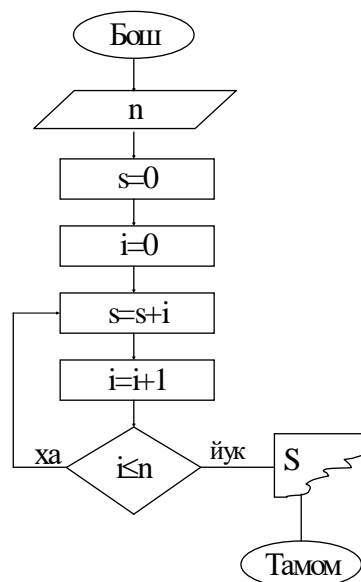 Бош
n
s=0
i=0
s=s+i
i=i+1
ха
i≤n
йук
S
Тамом